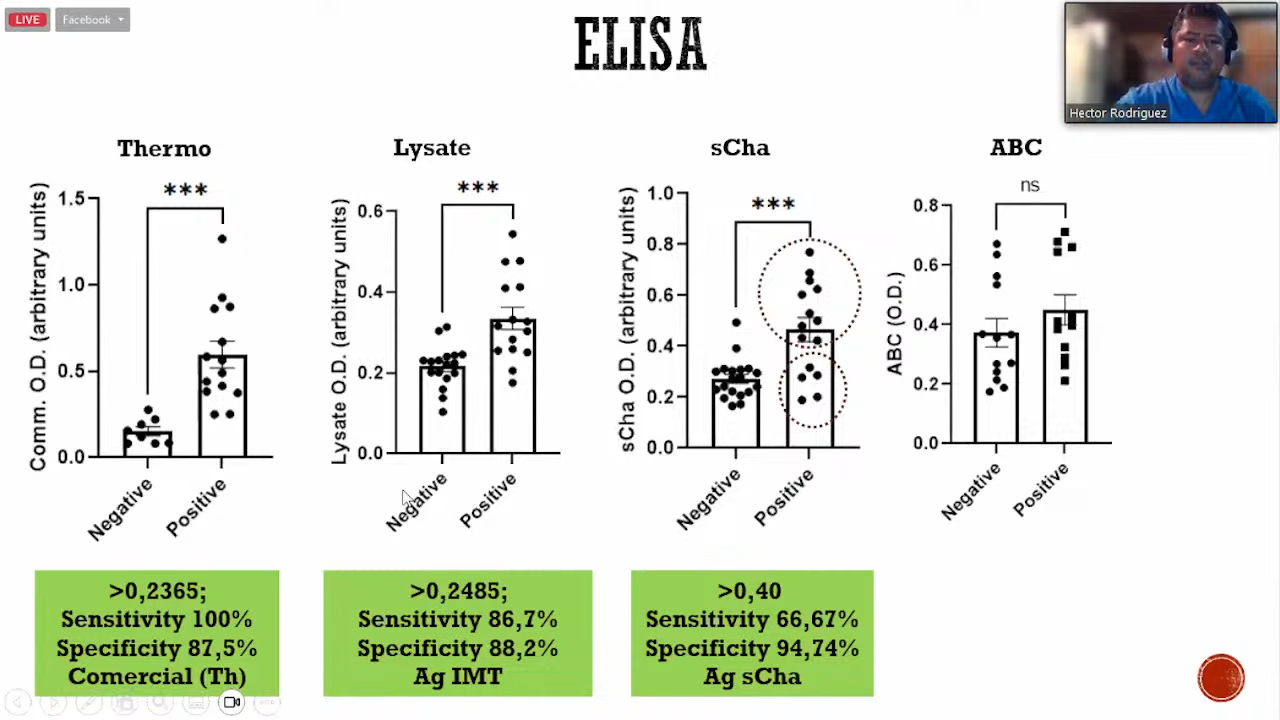 LIVE
Facebook
ELISA
Hector Rodriguez
Thermo
Lysate
sCha
ABC
***
***
***
ns
Comm. O.D. (arbitrary units)
1.5
1.0
0.5
0.0
Negative
Positive
Lysate O.D. (arbitrary units)
0.6
0.4
0.2
0.0
Negative
Positive
sCha O.D. (arbitrary units)
1.0
0.8
0.6
0.4
0.2
0.0
Negative
Positive
ABC (O.D.)
0.8
0.6
0.4
0.2
0.0
Negative
Positive
>0,2365;
Sensitivity 100%
Specificity 87,5%
Comercial (Th)
>0,2485;
Sensitivity 86,7%
Specificity 88,2%
Ag IMT
>0,40
Sensitivity 66,67%
Specificity 94,74%
Ag sCha